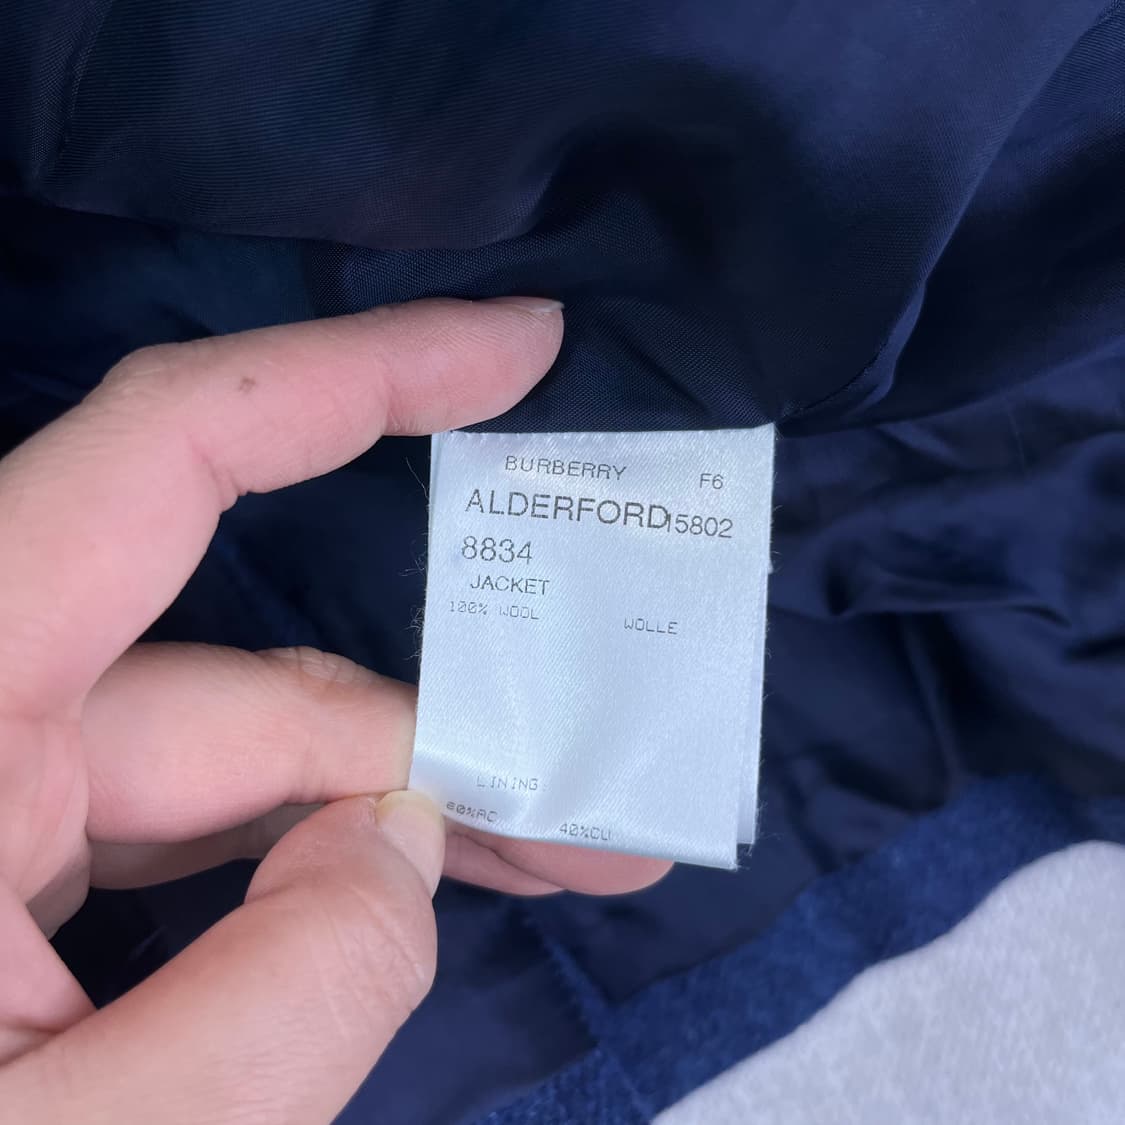 BURBERRY F6
ALDERFORD 15802
8834
JACKET
100% WOOL WOLLE
LINING:
60%AC 40%CU